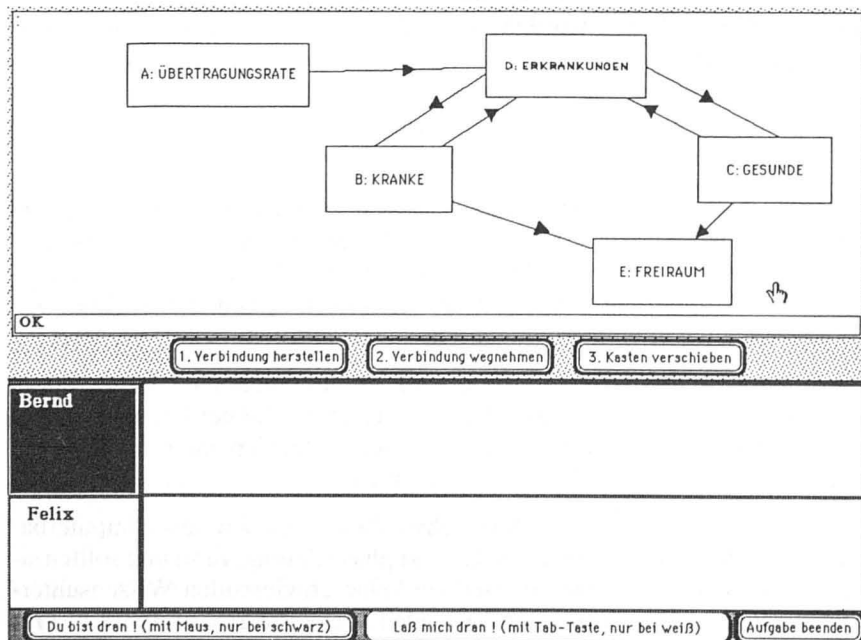 A: ÜBERTRAGUNGSRATE
D: ERKRANKUNGEN
B: KRANKE
C: GESUNDE
E: FREIRAUM
OK
1. Verbindung herstellen
2. Verbindung wegnehmen
3. Kasten verschieben
Bernd
Felix
Du bist dran ! (mit Maus, nur bei schwarz)
Laß mich dran ! (mit Tab-Taste, nur bei weiß)
Aufgabe beenden